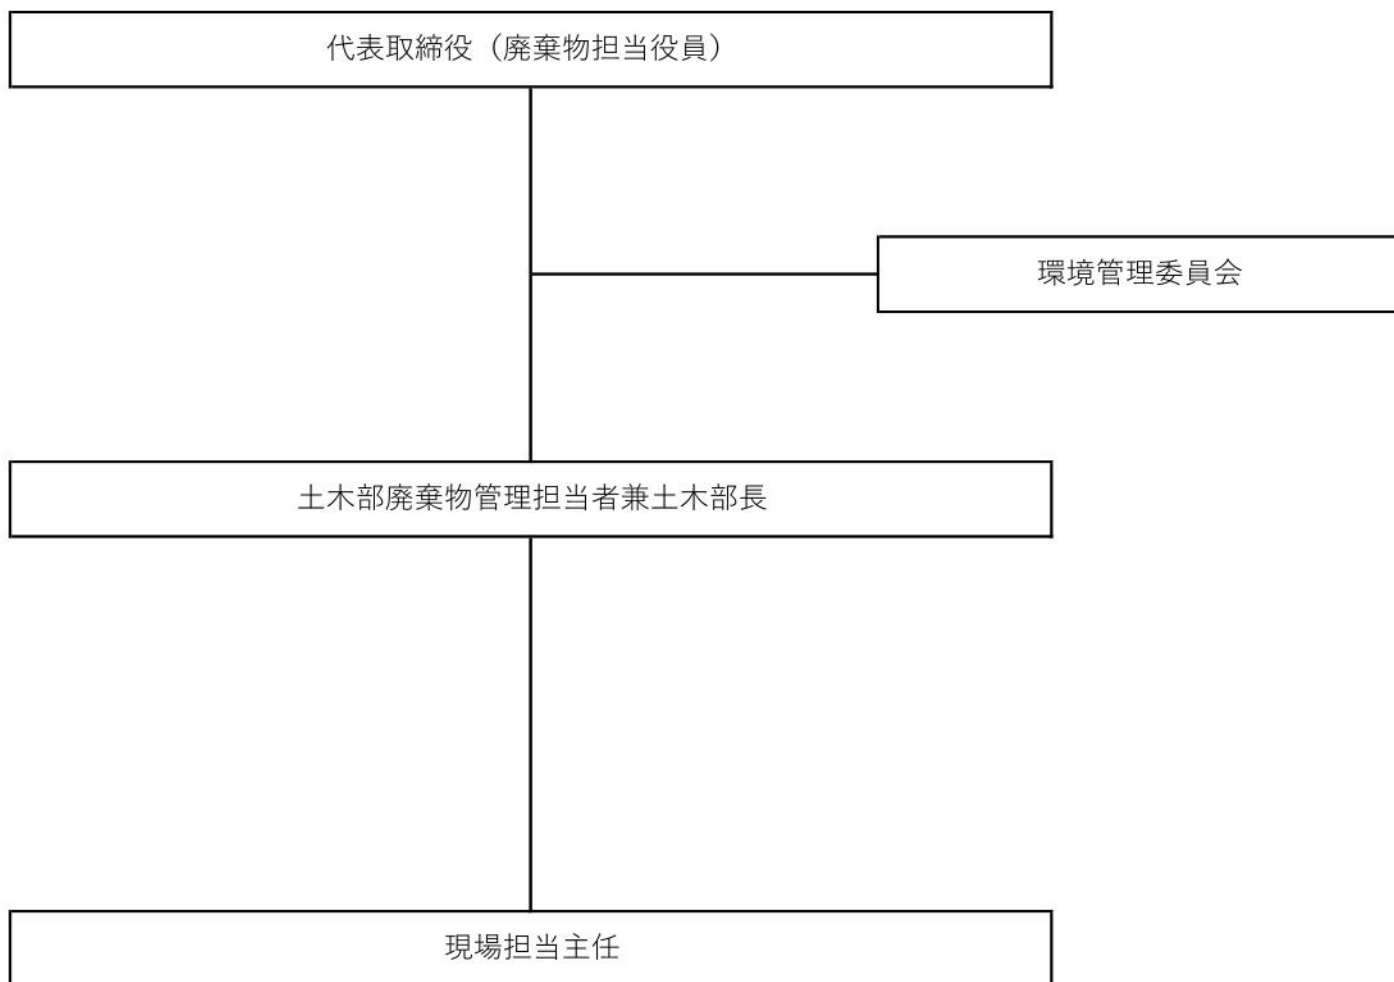 代表取締役（廃棄物担当役員）
環境管理委員会
土木部廃棄物管理担当者兼土木部長
現場担当主任